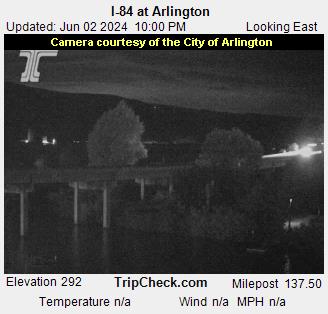 I-84 at Arlington
Updated: Jun 02 2024 10:00 PM Looking East
Camera courtesy of the City of Arlington
Elevation 292 TripCheck.com Milepost 137.50
Temperature n/a Wind n/a MPH n/a